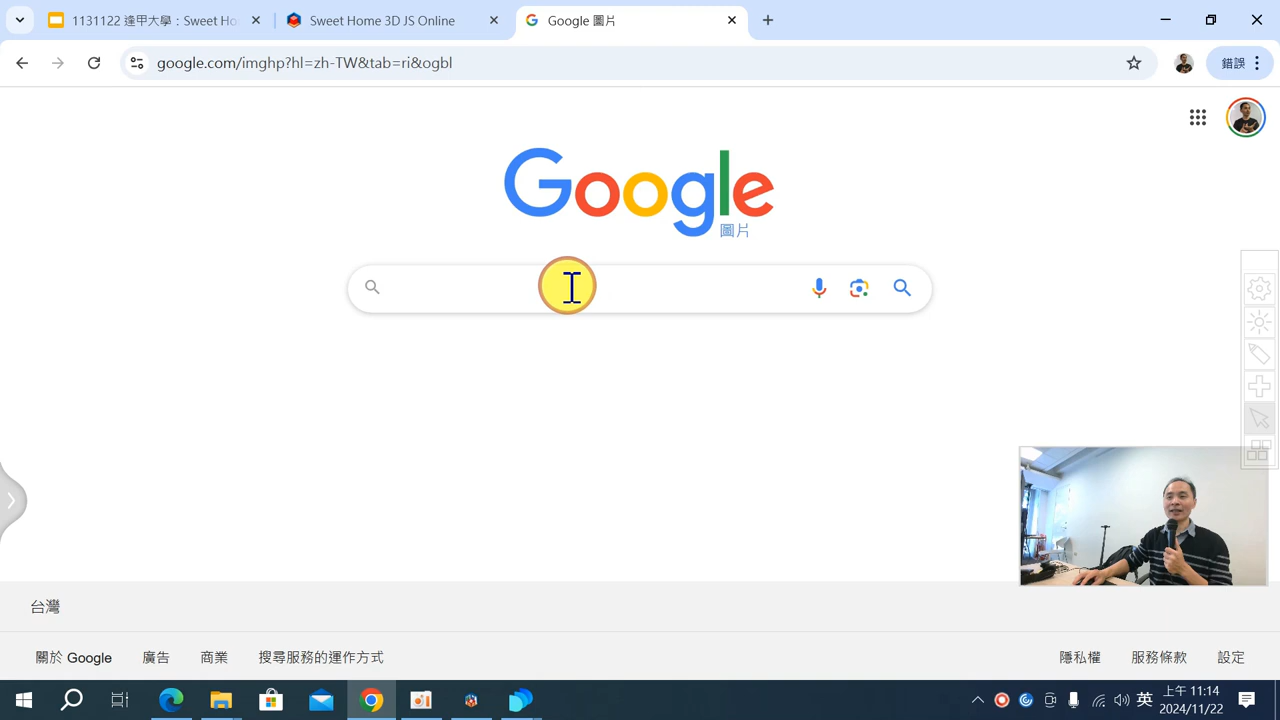 1131122 逢甲大學：Sweet Ho
Sweet Home 3D JS Online
Google 圖片
google.com/imghp?hl=zh-TW&tab=ri&ogbl
錯誤
Google
圖片
台灣
關於 Google
廣告
商業
搜尋服務的運作方式
隱私權
服務條款
設定
英
上午 11:14
2024/11/22